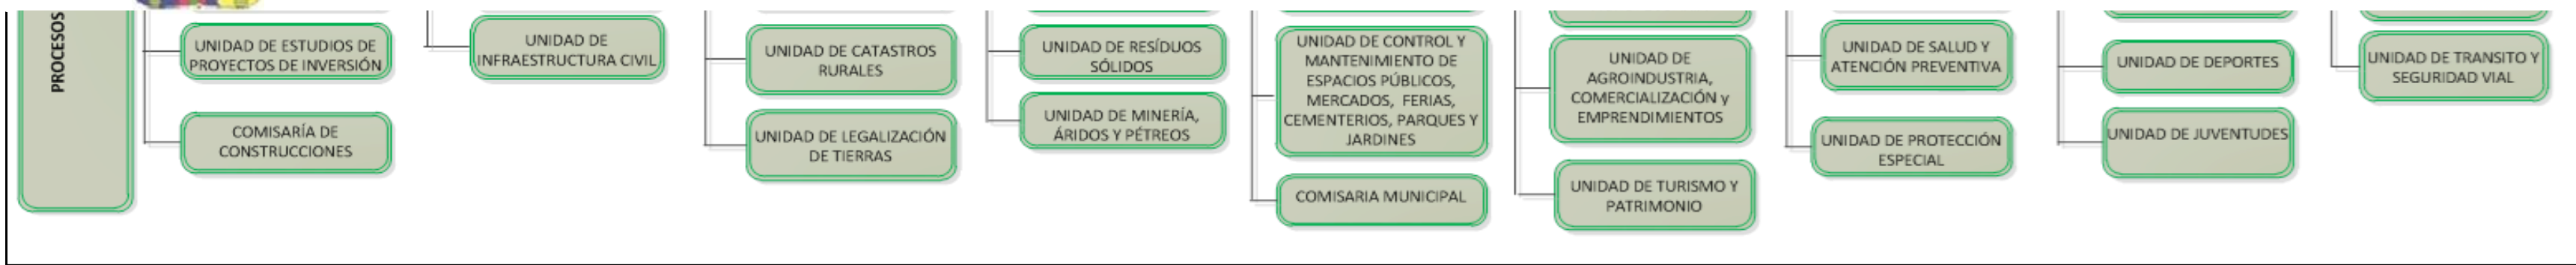 PROCESOS
UNIDAD DE ESTUDIOS DE
PROYECTOS DE INVERSIÓN
COMISARÍA DE
CONSTRUCCIONES
UNIDAD DE
INFRAESTRUCTURA CIVIL
UNIDAD DE CATASTROS
RURALES
UNIDAD DE LEGALIZACIÓN
DE TIERRAS
UNIDAD DE RESÍDUOS
SÓLIDOS
UNIDAD DE MINERÍA,
ÁRIDOS Y PÉTREOS
UNIDAD DE CONTROL Y
MANTENIMIENTO DE
ESPACIOS PÚBLICOS,
MERCADOS, FERIAS,
CEMENTERIOS, PARQUES Y
JARDINES
COMISARIA MUNICIPAL
UNIDAD DE
AGROINDUSTRIA,
COMERCIALIZACIÓN y
EMPRENDIMIENTOS
UNIDAD DE TURISMO Y
PATRIMONIO
UNIDAD DE SALUD Y
ATENCIÓN PREVENTIVA
UNIDAD DE PROTECCIÓN
ESPECIAL
UNIDAD DE DEPORTES
UNIDAD DE JUVENTUDES
UNIDAD DE TRANSITO Y
SEGURIDAD VIAL